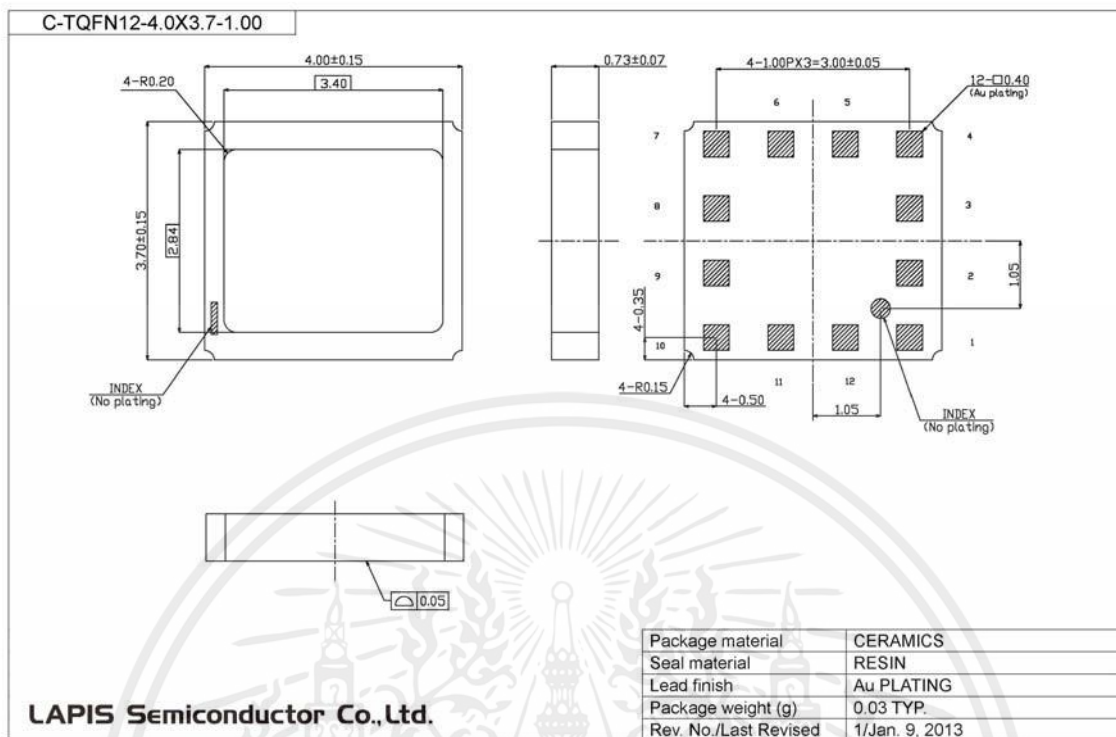 C-TQFN12-4.0X3.7-1.00
4.00±0.15
4-R0.20
3.40
3.70±0.15
2.84
INDEX
(No plating)
0.73±0.07
4-1.00PX3=3.00±0.05
12-□0.40
(Au plating)
6
5
7
4
8
3
9
2
10
1
11
12
1.05
4-0.35
4-R0.15
4-0.50
1.05
INDEX
(No plating)
⌓ 0.05
Package material CERAMICS
Seal material RESIN
Lead finish Au PLATING
Package weight (g) 0.03 TYP.
Rev. No./Last Revised 1/Jan. 9, 2013
LAPIS Semiconductor Co.,Ltd.